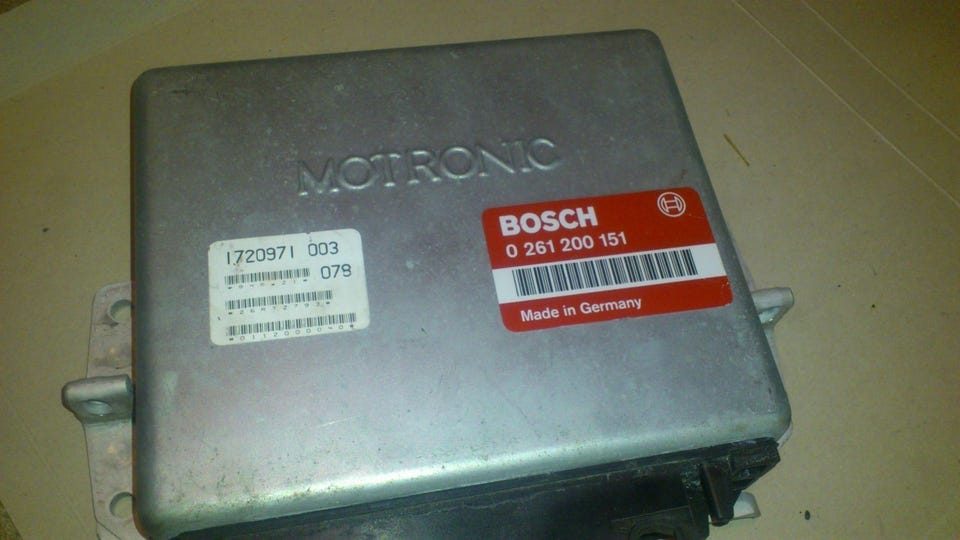 MOTRONIC
BOSCH
0 261 200 151
Made in Germany
1720971 003
078